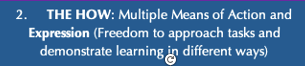 2. THE HOW: Multiple Means of Action and
Expression (Freedom to approach tasks and
demonstrate learning in different ways)